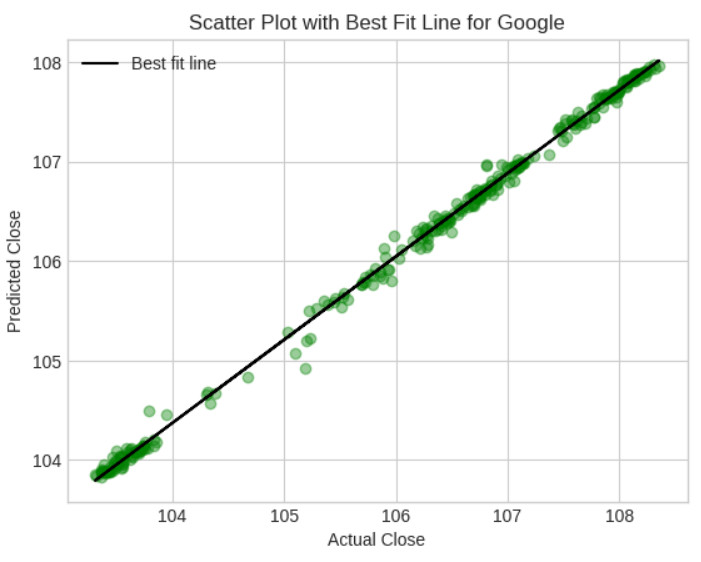 Scatter Plot with Best Fit Line for Google
Best fit line
108
107
106
105
104
Predicted Close
104 105 106 107 108
Actual Close